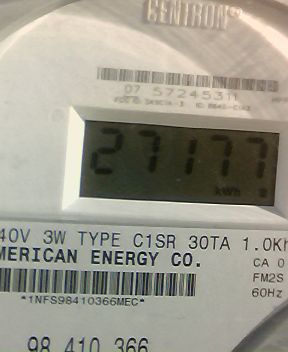 CENTRON®
07 57245311
27177
kWh
40V 3W TYPE C1SR 30TA 1.0Kh
MERICAN ENERGY CO.
CA 0
FM2S
*1NFS98410366MEC*
60Hz
98 410 366